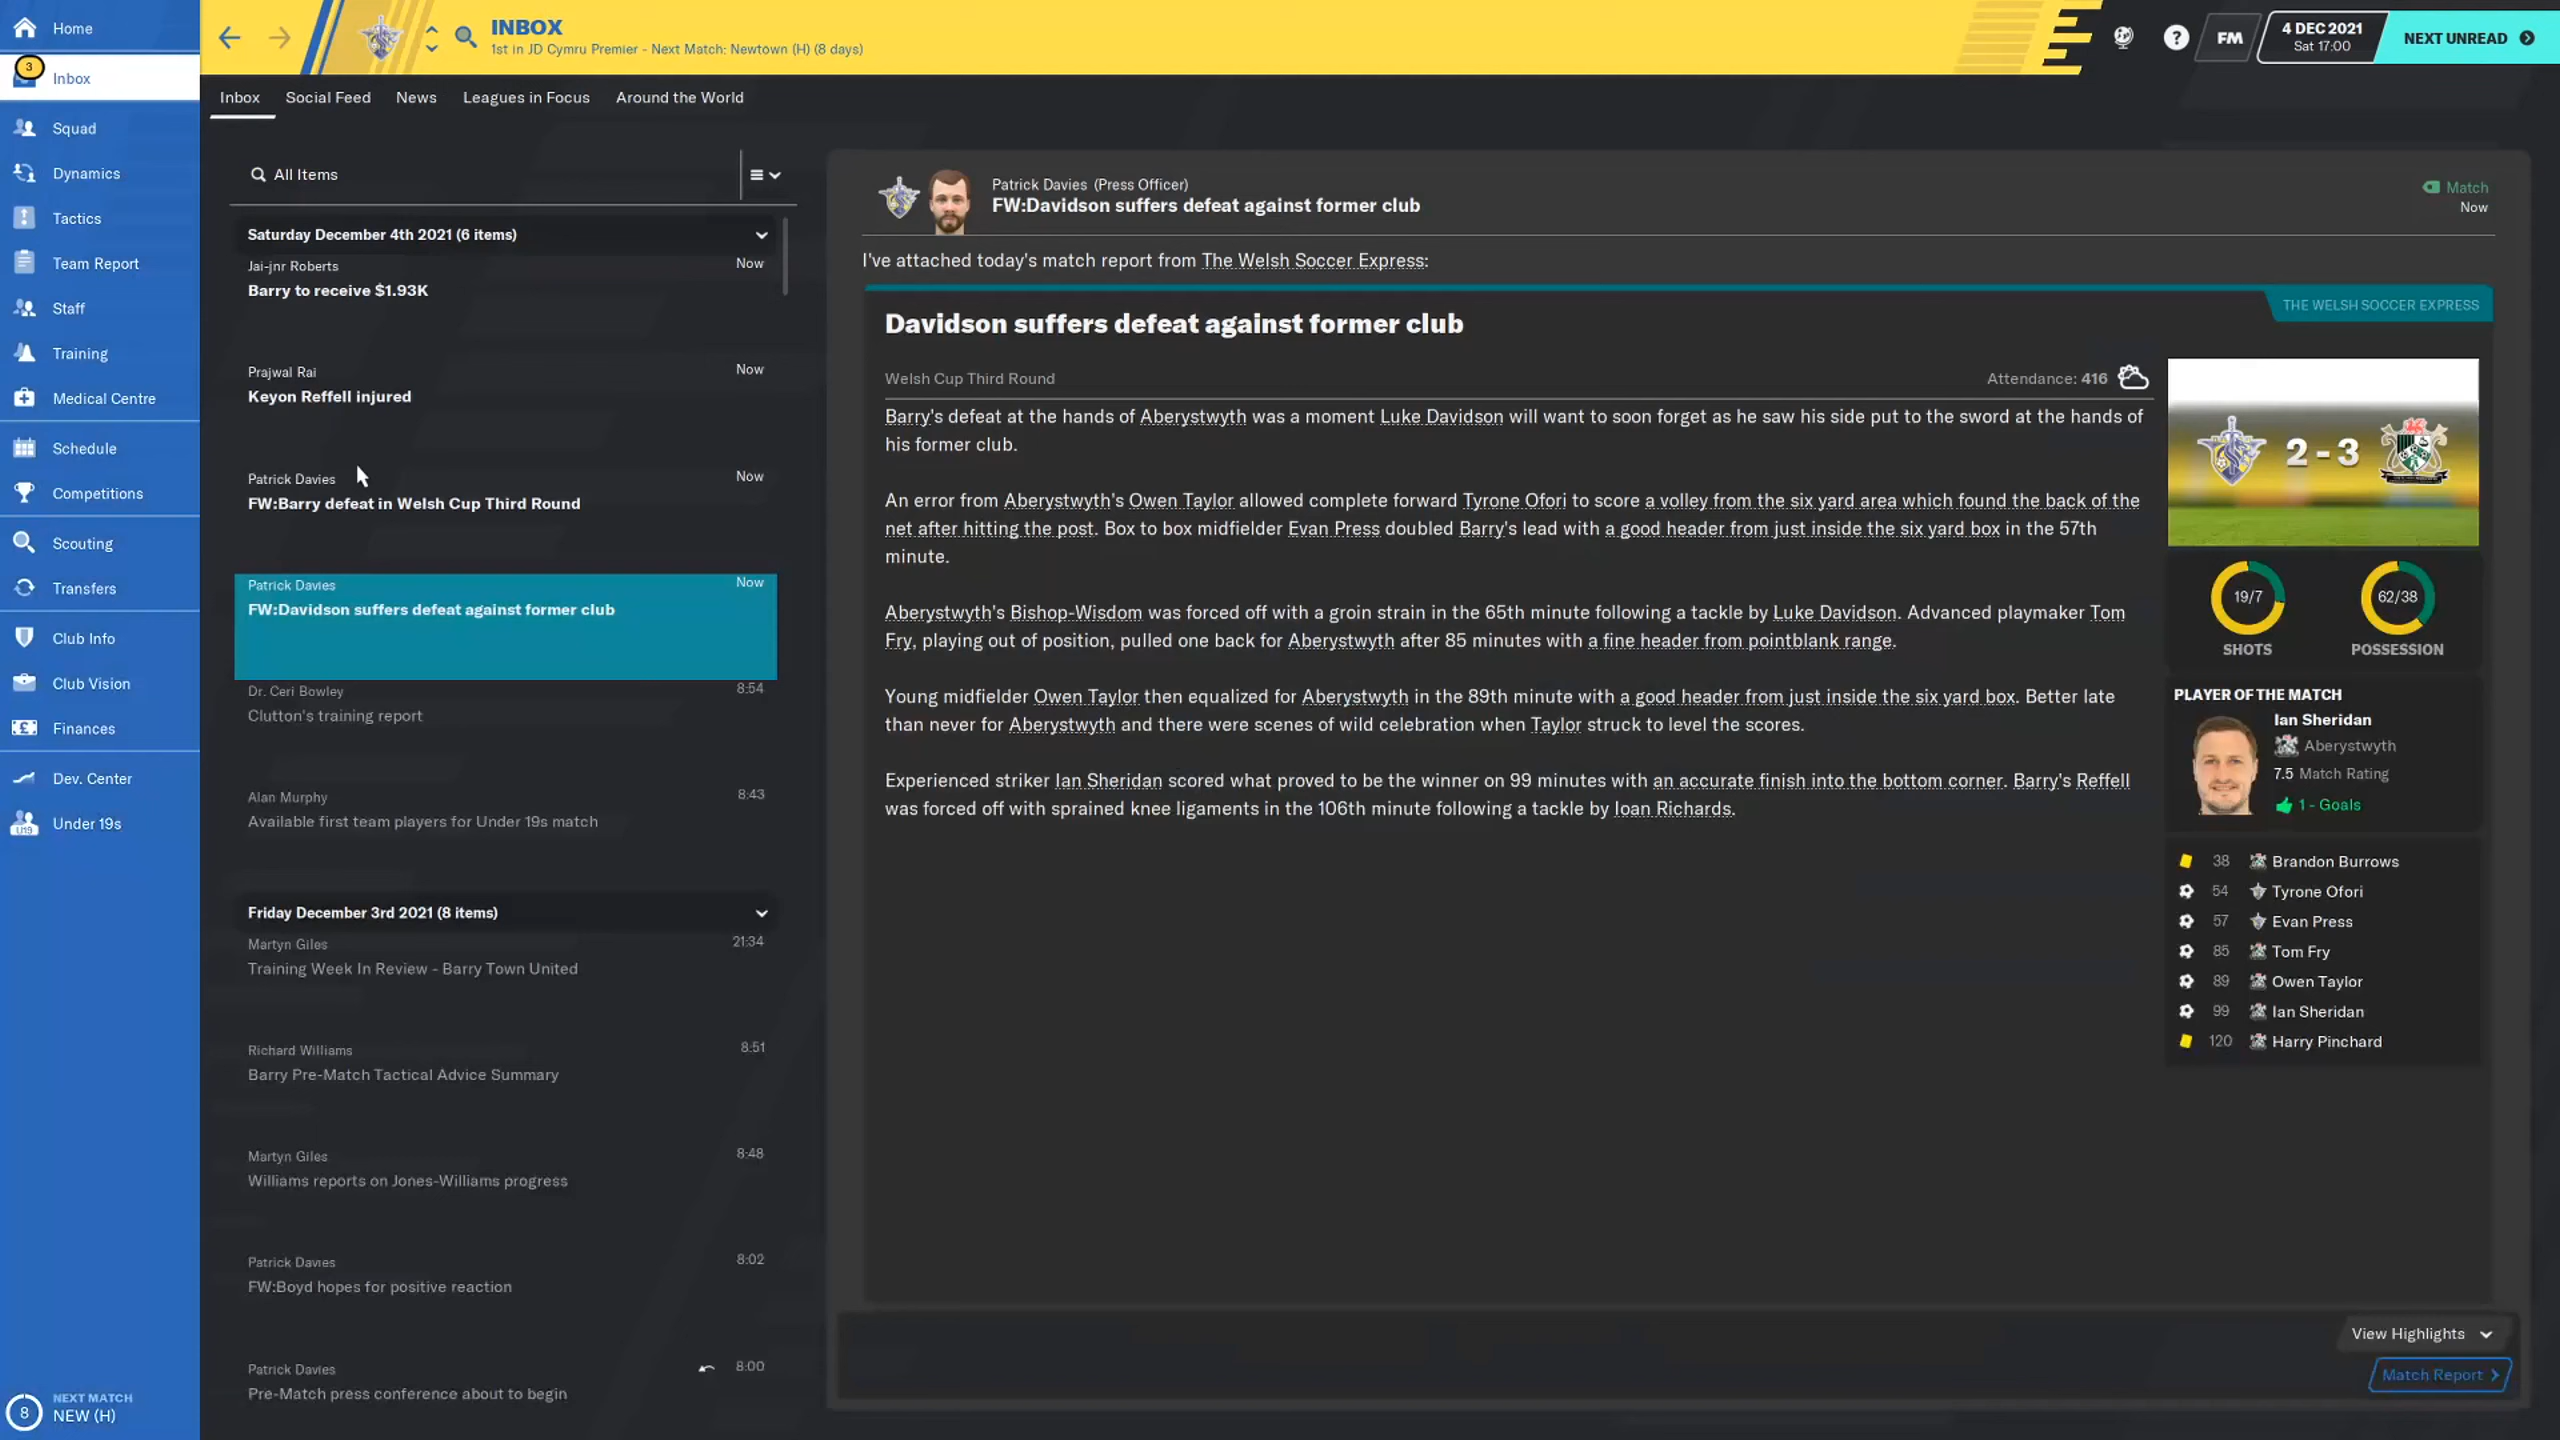 Home
3
Inbox
Squad
Dynamics
Tactics
Team Report
Staff
Training
Medical Centre
Schedule
Competitions
Scouting
Transfers
Club Info
Club Vision
Finances
Dev. Center
U19
Under 19s
8
NEXT MATCH
NEW (H)
INBOX
1st in JD Cymru Premier - Next Match: Newtown (H) (8 days)
?
FM
4 DEC 2021
Sat 17:00
NEXT UNREAD
Inbox Social Feed News Leagues in Focus Around the World
All Items
Saturday December 4th 2021 (6 items)
Jai-jnr Roberts Now
Barry to receive $1.93K
Prajwal Rai Now
Keyon Reffell injured
Patrick Davies Now
FW:Barry defeat in Welsh Cup Third Round
Patrick Davies Now
FW:Davidson suffers defeat against former club
Dr. Ceri Bowley 8:54
Clutton's training report
Alan Murphy 8:43
Available first team players for Under 19s match
Friday December 3rd 2021 (8 items)
Martyn Giles 21:34
Training Week In Review - Barry Town United
Richard Williams 8:51
Barry Pre-Match Tactical Advice Summary
Martyn Giles 8:48
Williams reports on Jones-Williams progress
Patrick Davies 8:02
FW:Boyd hopes for positive reaction
Patrick Davies 8:00
Pre-Match press conference about to begin
Patrick Davies (Press Officer)
FW:Davidson suffers defeat against former club
Match
Now
I've attached today's match report from The Welsh Soccer Express:
THE WELSH SOCCER EXPRESS
Davidson suffers defeat against former club
Welsh Cup Third Round Attendance: 416
Barry's defeat at the hands of Aberystwyth was a moment Luke Davidson will want to soon forget as he saw his side put to the sword at the hands of
his former club.
An error from Aberystwyth's Owen Taylor allowed complete forward Tyrone Ofori to score a volley from the six yard area which found the back of the
net after hitting the post. Box to box midfielder Evan Press doubled Barry's lead with a good header from just inside the six yard box in the 57th
minute.
Aberystwyth's Bishop-Wisdom was forced off with a groin strain in the 65th minute following a tackle by Luke Davidson. Advanced playmaker Tom
Fry, playing out of position, pulled one back for Aberystwyth after 85 minutes with a fine header from pointblank range.
Young midfielder Owen Taylor then equalized for Aberystwyth in the 89th minute with a good header from just inside the six yard box. Better late
than never for Aberystwyth and there were scenes of wild celebration when Taylor struck to level the scores.
Experienced striker Ian Sheridan scored what proved to be the winner on 99 minutes with an accurate finish into the bottom corner. Barry's Reffell
was forced off with sprained knee ligaments in the 106th minute following a tackle by Ioan Richards.
2 - 3
19/7
SHOTS
62/38
POSSESSION
PLAYER OF THE MATCH
Ian Sheridan
Aberystwyth
7.5 Match Rating
1 - Goals
38 Brandon Burrows
54 Tyrone Ofori
57 Evan Press
85 Tom Fry
89 Owen Taylor
99 Ian Sheridan
120 Harry Pinchard
View Highlights
Match Report